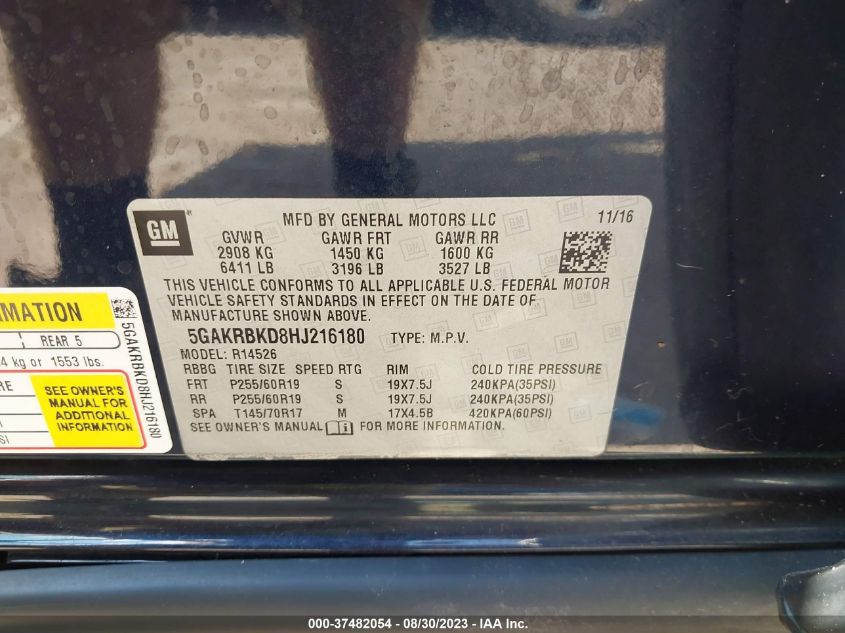 GM
MFD BY GENERAL MOTORS LLC 11/16
GVWR GAWR FRT GAWR RR
2908 KG 1450 KG 1600 KG
6411 LB 3196 LB 3527 LB
THIS VEHICLE CONFORMS TO ALL APPLICABLE U.S. FEDERAL MOTOR
VEHICLE SAFETY STANDARDS IN EFFECT ON THE DATE OF
MANUFACTURE SHOWN ABOVE.
5GAKRBKD8HJ216180 TYPE: M.P.V.
MODEL: R14526
RBBG TIRE SIZE SPEED RTG RIM COLD TIRE PRESSURE
FRT P255/60R19 S 19X7.5J 240KPA(35PSI)
RR P255/60R19 S 19X7.5J 240KPA(35PSI)
SPA T145/70R17 M 17X4.5B 420KPA(60PSI)
SEE OWNER'S MANUAL FOR MORE INFORMATION.
REAR 5
kg or 1553 lbs.
SEE OWNER'S
MANUAL FOR
ADDITIONAL
INFORMATION
5GAKRBKD8HJ216180
000-37482054 - 08/30/2023 - IAA Inc.